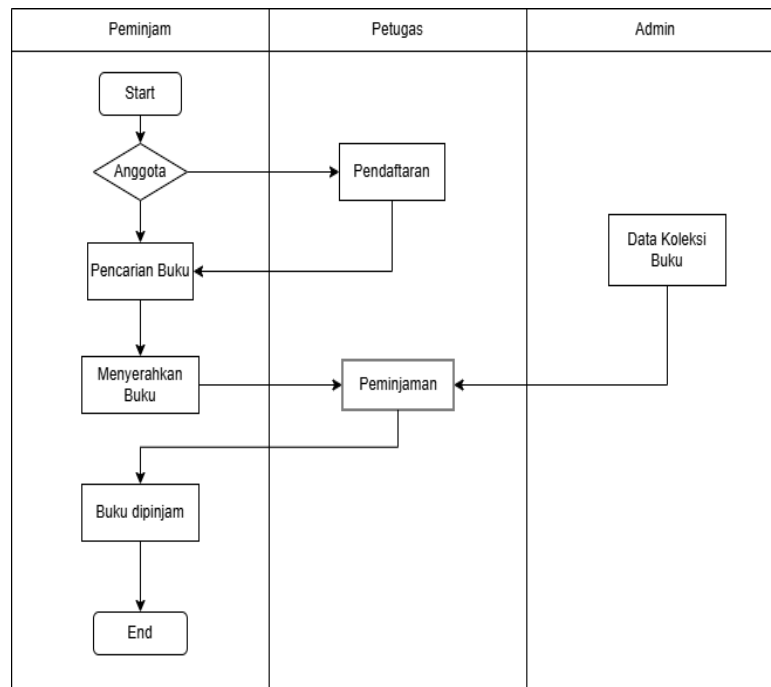 Peminjam
Petugas
Admin
Start
Anggota
Pendaftaran
Pencarian Buku
Data Koleksi
Buku
Menyerahkan
Buku
Peminjaman
Buku dipinjam
End